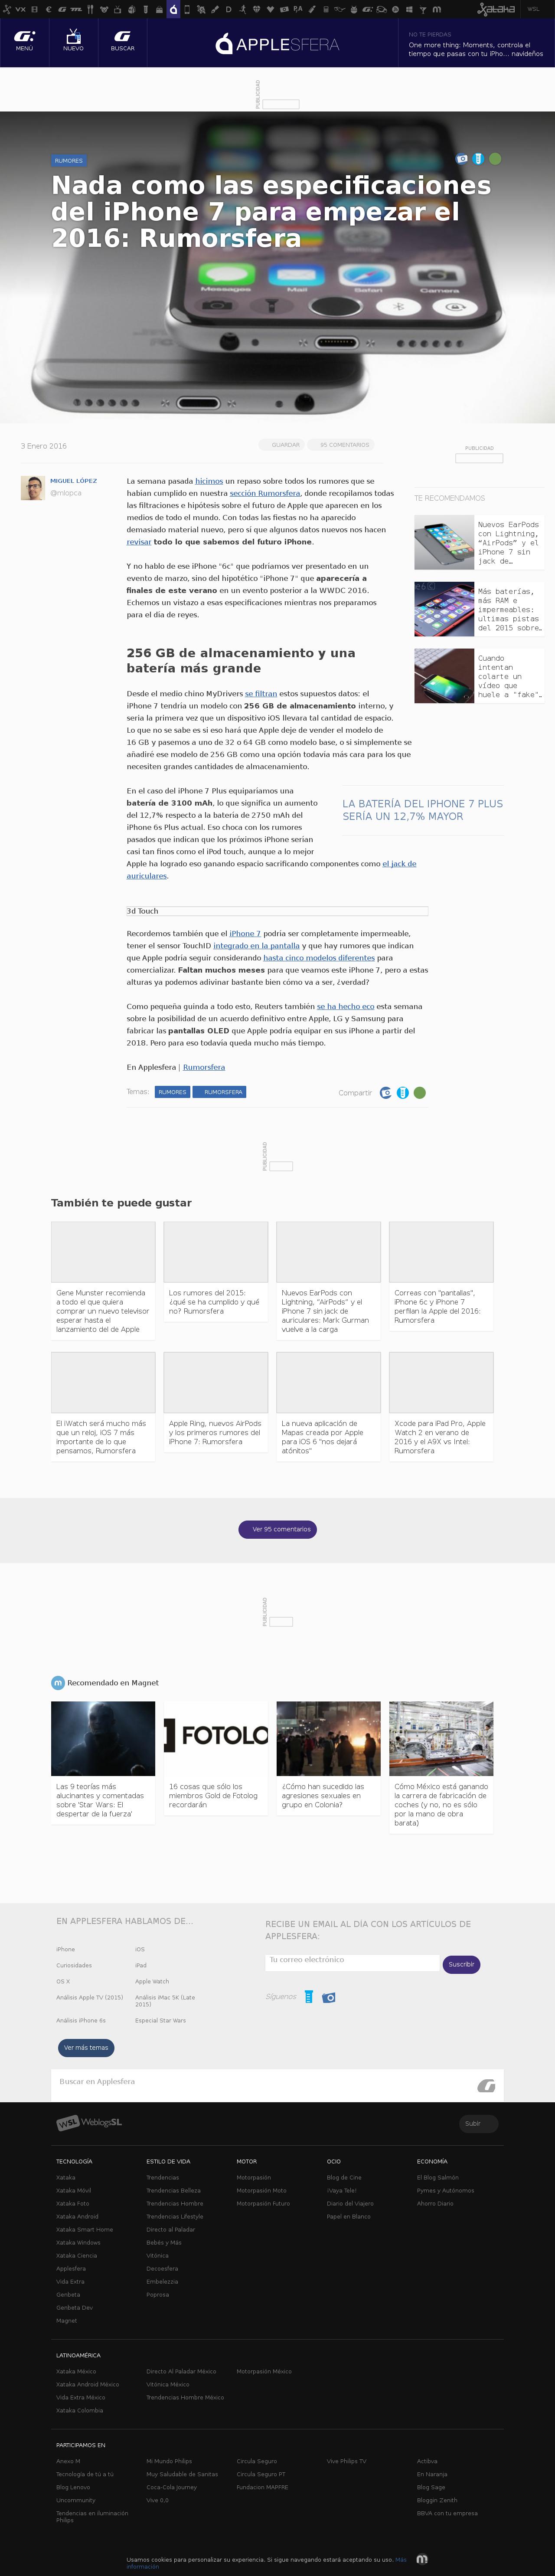 WSL
MENÚ
NUEVO
BUSCAR
APPLESFERA
NO TE PIERDAS
One more thing: Moments, controla el
tiempo que pasas con tu iPho... navideños
PUBLICIDAD
RUMORES
Nada como las especificaciones
del iPhone 7 para empezar el
2016: Rumorsfera
3 Enero 2016
GUARDAR
95 COMENTARIOS
PUBLICIDAD
MIGUEL LÓPEZ
@mlopca
La semana pasada hicimos un repaso sobre todos los rumores que se
habían cumplido en nuestra sección Rumorsfera, donde recopilamos todas
las filtraciones e hipótesis sobre el futuro de Apple desde
demasiado material nuevo, pero sí que algunos datos nuevos nos hacen
revisar todo lo que sabemos del futuro iPhone.
Y no hablo de ese iPhone "6c" que podríamos ver presentado en un
evento de marzo, sino del hipotético "iPhone 7" que aparecería a
finales de este verano en un evento posterior a la WWDC 2016.
Echemos un vistazo a esas especificaciones mientras nos preparamos
para el día de reyes.
256 GB de almacenamiento y una
batería más grande
Desde el medio chino MyDrivers se filtran estos supuestos datos: el
iPhone 7 tendría un modelo con 256 GB de almacenamiento interno, y
sería la primera vez que un dispositivo iOS llevara tal cantidad de espacio.
Lo que no se sabe es si eso hará que Apple deje de vender el modelo de
16 GB y pasemos a uno de 32 o 64 GB como modelo base, o si simplemente se
añadiré ese modelo de 256 GB como una opción todavía más cara para los que
necesiten grandes cantidades de almacenamiento.
En el caso del iPhone 7 Plus equipararíamos una
batería de 3100 mAh, lo que significa un aumento
del 12,7% respecto a la batería de 2750 mAh del
iPhone 6s Plus actual. Eso choca con los rumores
pasados que indican que los próximos iPhone serían
casi tan finos como el iPod touch, aunque a lo mejor
Apple ha logrado eso ganando espacio sacrificando componentes como el jack de
auriculares.
LA BATERÍA DEL IPHONE 7 PLUS
SERÍA UN 12,7% MAYOR
3d Touch
Recordemos también que el iPhone 7 podría ser completamente impermeable,
tener el sensor TouchID integrado en la pantalla y que hay rumores que indican
que Apple podría seguir considerando hasta cinco modelos diferentes para
comercializar. Faltan muchos meses para que veamos este iPhone 7, pero a estas
alturas ya podemos adivinar bastante bien cómo va a ser, ¿verdad?
Como pequeña guinda a todo esto, Reuters también se ha hecho eco esta semana
sobre la posibilidad de un acuerdo definitivo entre Apple, LG y Samsung para
fabricar las pantallas OLED que Apple podría equipar en sus iPhone a partir del
2018. Pero para eso todavía queda mucho más tiempo.
En Applesfera | Rumorsfera
Temas:
RUMORES
RUMORSFERA
Compartir
TE RECOMENDAMOS
Nuevos EarPods
con Lightning,
"AirPods" y el
iPhone 7 sin
jack de…
Más baterías,
más RAM e
impermeables:
ultimas pistas
del 2015 sobre…
Cuando
intentan
colarte un
vídeo que
huele a "fake"…
PUBLICIDAD
También te puede gustar
Gene Munster recomienda
a todo el que quiera
comprar un nuevo televisor
esperar hasta el
lanzamiento del de Apple
Los rumores del 2015:
¿qué se ha cumplido y qué
no? Rumorsfera
Nuevos EarPods con
Lightning, "AirPods" y el
iPhone 7 sin jack de
auriculares: Mark Gurman
vuelve a la carga
Correas con "pantallas",
iPhone 6c y iPhone 7
perfilan la Apple del 2016:
Rumorsfera
El iWatch será mucho más
que un reloj, iOS 7 más
importante de lo que
pensamos, Rumorsfera
Apple Ring, nuevos AirPods
y los primeros rumores del
iPhone 7: Rumorsfera
La nueva aplicación de
Mapas creada por Apple
para iOS 6 "nos dejará
atónitos"
Xcode para iPad Pro, Apple
Watch 2 en verano de
2016 y el A9X vs Intel:
Rumorsfera
Ver 95 comentarios
PUBLICIDAD
Recomendado en Magnet
FOTOLO
Las 9 teorías más
alucinantes y comentadas
sobre 'Star Wars: El
despertar de la fuerza'
16 cosas que sólo los
miembros Gold de Fotolog
recordarán
¿Cómo han sucedido las
agresiones sexuales en
grupo en Colonia?
Cómo México está ganando
la carrera de fabricación de
coches (y no, no es sólo
por la mano de obra
barata)
EN APPLESFERA HABLAMOS DE...
iPhone
iOS
Curiosidades
iPad
OS X
Apple Watch
Análisis Apple TV (2015)
Análisis iMac 5K (Late
2015)
Análisis iPhone 6s
Especial Star Wars
Ver más temas
RECIBE UN EMAIL AL DÍA CON LOS ARTÍCULOS DE
APPLESFERA:
Tu correo electrónico
Suscribir
Síguenos
Buscar en Applesfera
WSL WeblogsSL
Subir
TECNOLOGÍA
Xataka
Xataka Móvil
Xataka Foto
Xataka Android
Xataka Smart Home
Xataka Windows
Xataka Ciencia
Applesfera
Vida Extra
Genbeta
Genbeta Dev
Magnet
ESTILO DE VIDA
Trendencias
Trendencias Belleza
Trendencias Hombre
Trendencias Lifestyle
Directo al Paladar
Bebés y Más
Vitónica
Decoesfera
Embelezzia
Poprosa
MOTOR
Motorpasión
Motorpasión Moto
Motorpasión Futuro
OCIO
Blog de Cine
¡Vaya Tele!
Diario del Viajero
Papel en Blanco
ECONOMÍA
El Blog Salmón
Pymes y Autónomos
Ahorro Diario
LATINOAMÉRICA
Xataka México
Xataka Android México
Vida Extra México
Xataka Colombia
Directo Al Paladar México
Vitónica México
Trendencias Hombre México
Motorpasión México
PARTICIPAMOS EN
Anexo M
Tecnología de tú a tú
Blog Lenovo
Uncommunity
Tendencias en iluminación
Philips
Mi Mundo Philips
Muy Saludable de Sanitas
Coca-Cola Journey
Vive 0,0
Circula Seguro
Circula Seguro PT
Fundacion MAPFRE
Vive Philips TV
Actibva
En Naranja
Blog Sage
Bloggin Zenith
BBVA con tu empresa
Usamos cookies para personalizar su experiencia. Si sigue navegando estará aceptando su uso. Más
información